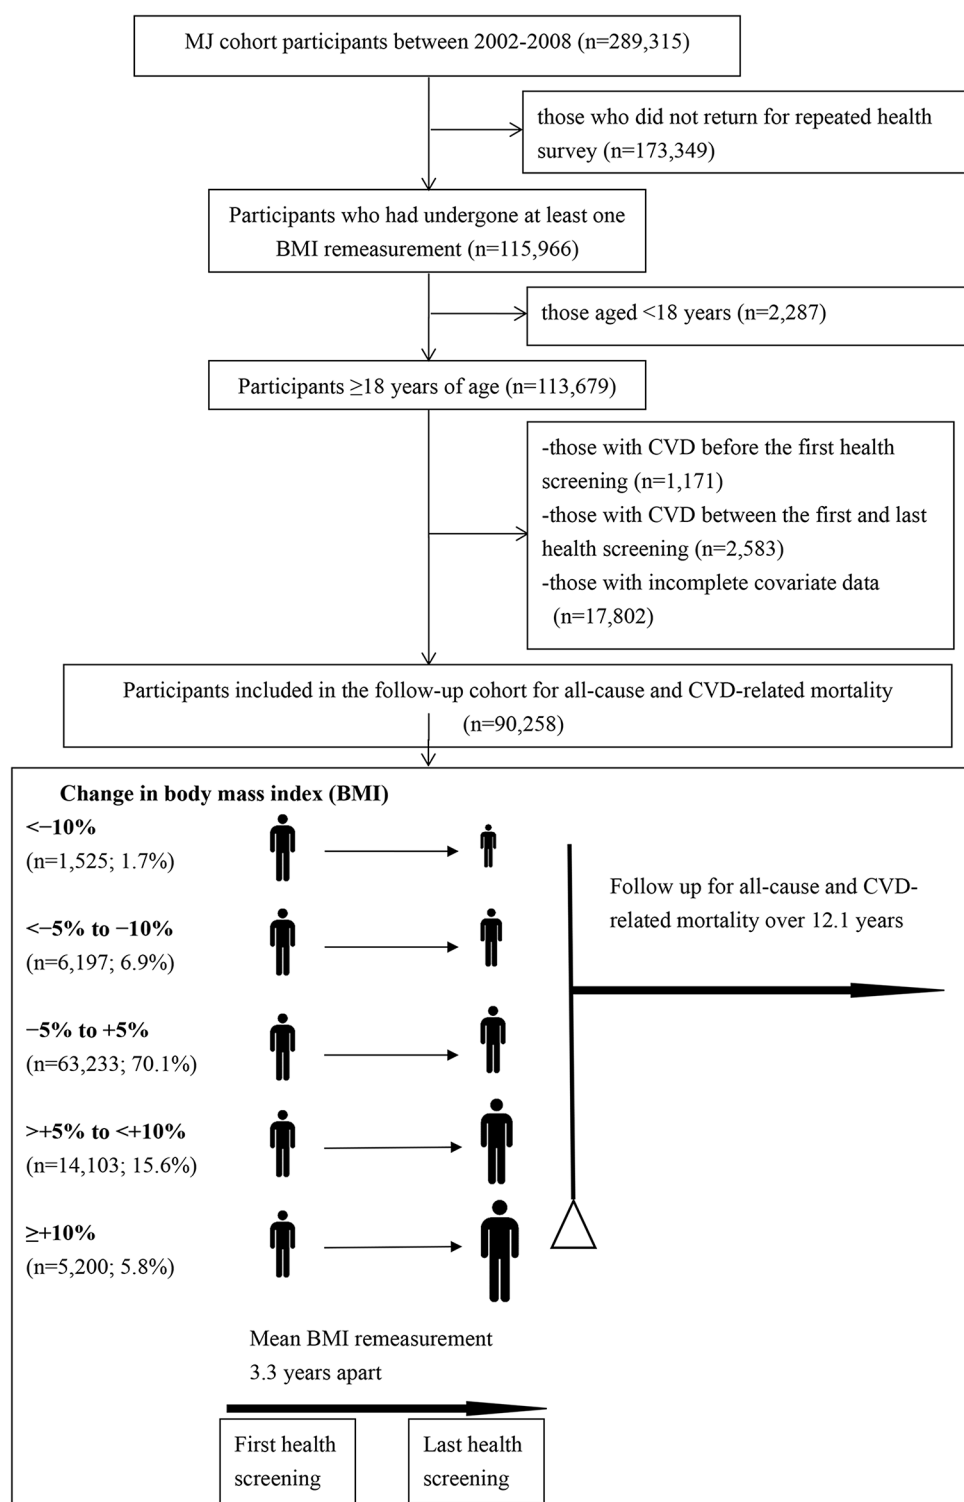 MJ cohort participants between 2002-2008 (n=289,315)
those who did not return for repeated health
survey (n=173,349)
Participants who had undergone at least one
BMI remeasurement (n=115,966)
those aged <18 years (n=2,287)
Participants ≥18 years of age (n=113,679)
-those with CVD before the first health
screening (n=1,171)
-those with CVD between the first and last
health screening (n=2,583)
-those with incomplete covariate data
(n=17,802)
Participants included in the follow-up cohort for all-cause and CVD-related mortality
(n=90,258)
Change in body mass index (BMI)
<−10%
(n=1,525; 1.7%)
<−5% to −10%
(n=6,197; 6.9%)
−5% to +5%
(n=63,233; 70.1%)
>+5% to <+10%
(n=14,103; 15.6%)
≥+10%
(n=5,200; 5.8%)
Follow up for all-cause and CVD-
related mortality over 12.1 years
Mean BMI remeasurement
3.3 years apart
First health
screening
Last health
screening